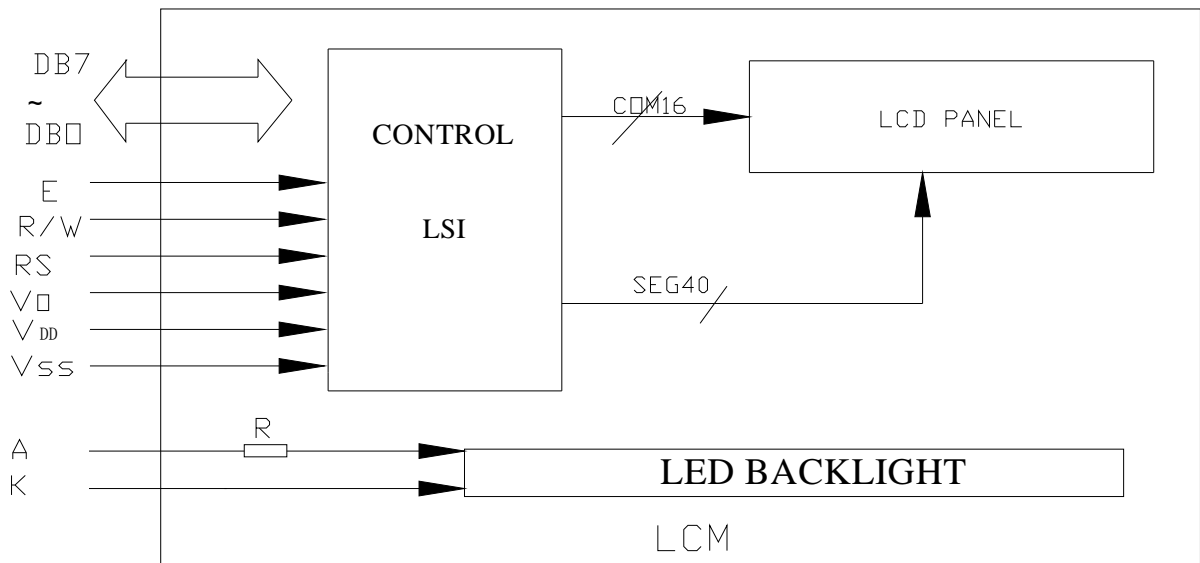 DB7
~
DB0
E
R/W
RS
V0
VDD
Vss
A
K
CONTROL
LSI
COM16
SEG40
LCD PANEL
R
LED BACKLIGHT
LCM